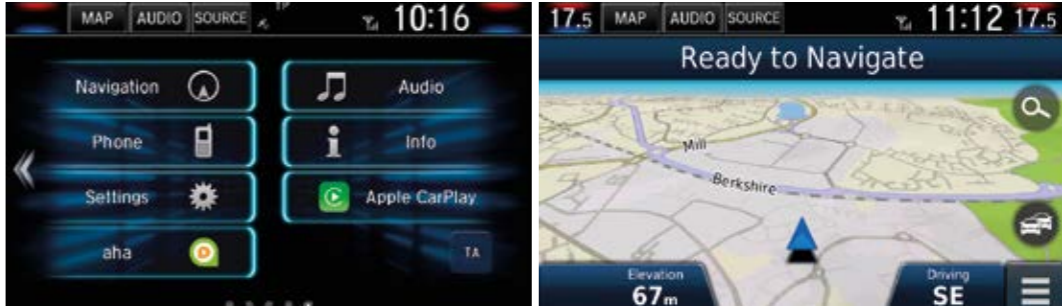 MAP AUDIO SOURCE TP 10:16
Navigation
Audio
Phone
Info
Settings
Apple CarPlay
aha
TA
17.5 MAP AUDIO SOURCE 11:12 17.5
Ready to Navigate
Mill
Berkshire
Elevation
67m
Driving
SE